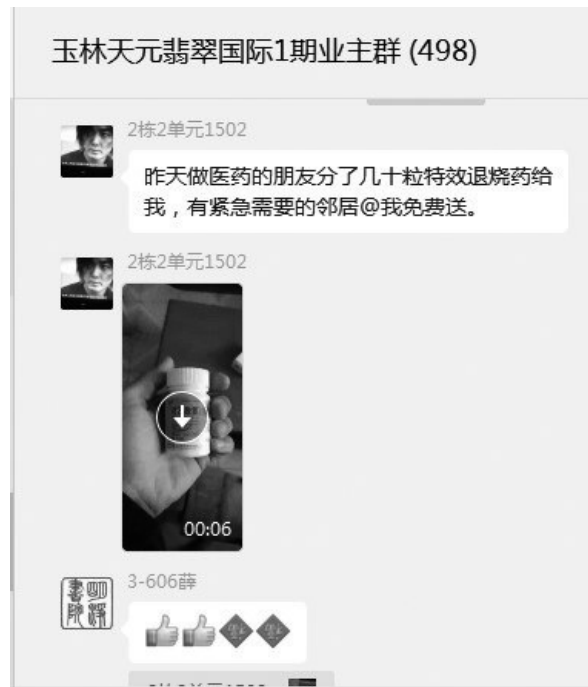 玉林天元翡翠国际1期业主群 (498)
2栋2单元1502
昨天做医药的朋友分了几十粒特效退烧药给
我，有紧急需要的邻居@我免费送。
2栋2单元1502
00:06
3-606薛